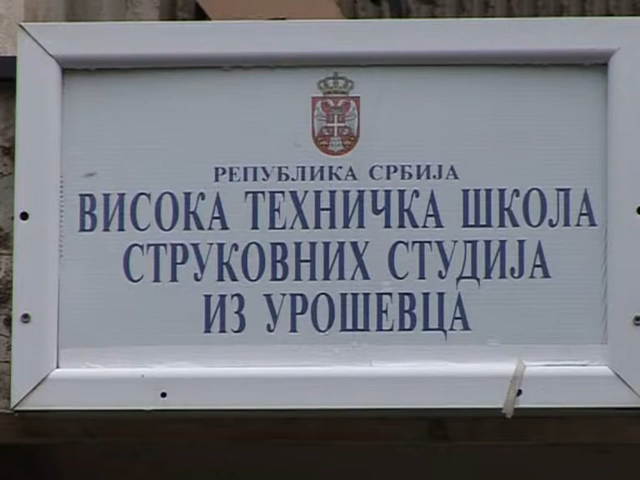 РЕПУБЛИКА СРБИЈА
ВИСОКА ТЕХНИЧКА ШКОЛА
СТРУКОВНИХ СТУДИЈА
ИЗ УРОШЕВЦА